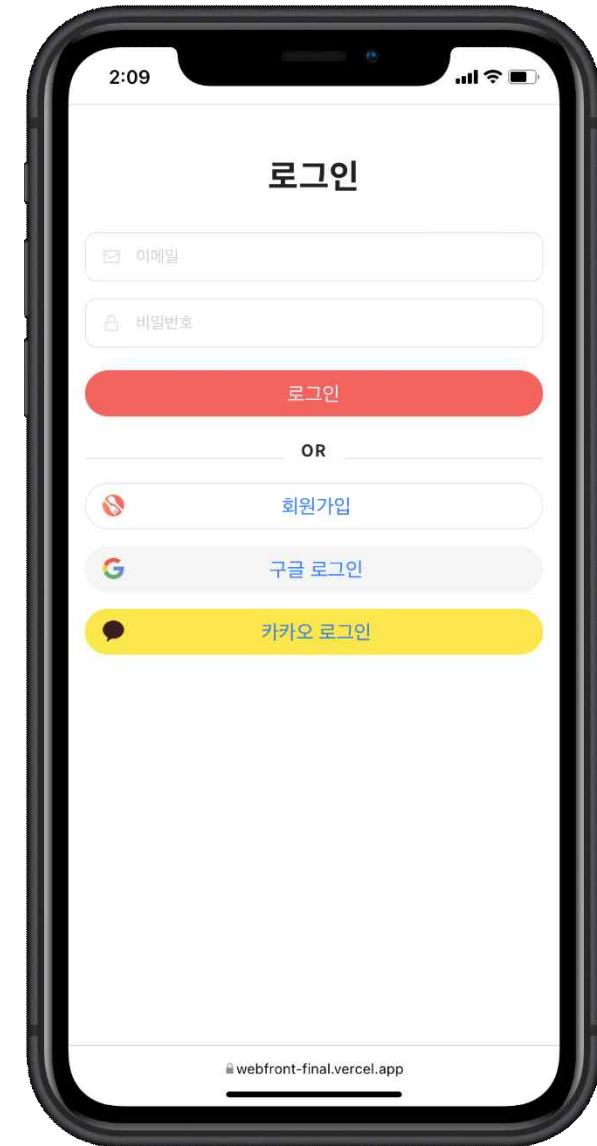 2:09
로그인
이메일
비밀번호
로그인
OR
회원가입
구글 로그인
카카오 로그인
webfront-final.vercel.app